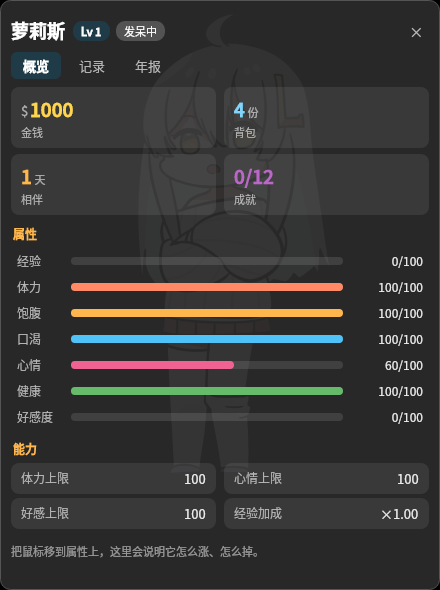 萝莉斯 Lv 1 发呆中 ×
概览 记录 年报
$1000 4 份
金钱 背包
1 天 0/12
相伴 成就
属性
经验 0/100
体力 100/100
饱腹 100/100
口渴 100/100
心情 60/100
健康 100/100
好感度 0/100
能力
体力上限 100 心情上限 100
好感上限 100 经验加成 ×1.00
把鼠标移到属性上，这里会说明它怎么涨、怎么掉。